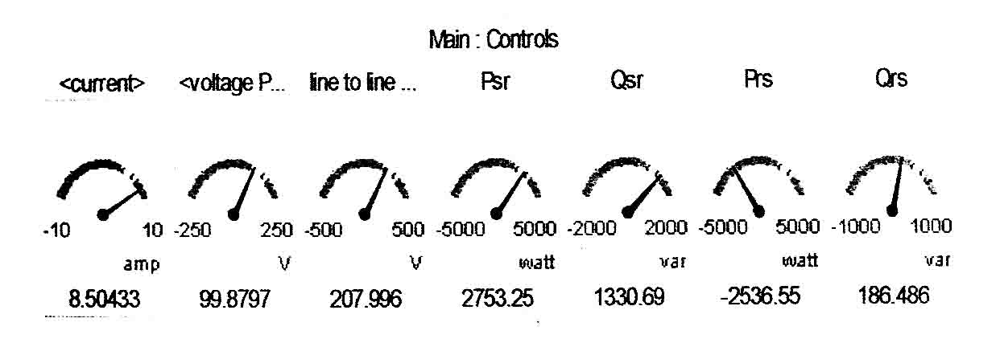 Main : Controls
<current> <voltage P... line to line ... Psr Qsr Prs Qrs
-10 10 -250 250 -500 500 -5000 5000 -2000 2000 -5000 5000 -1000 1000
amp V V watt var watt var
8.50433 99.8797 207.996 2753.25 1330.69 -2536.55 186.486